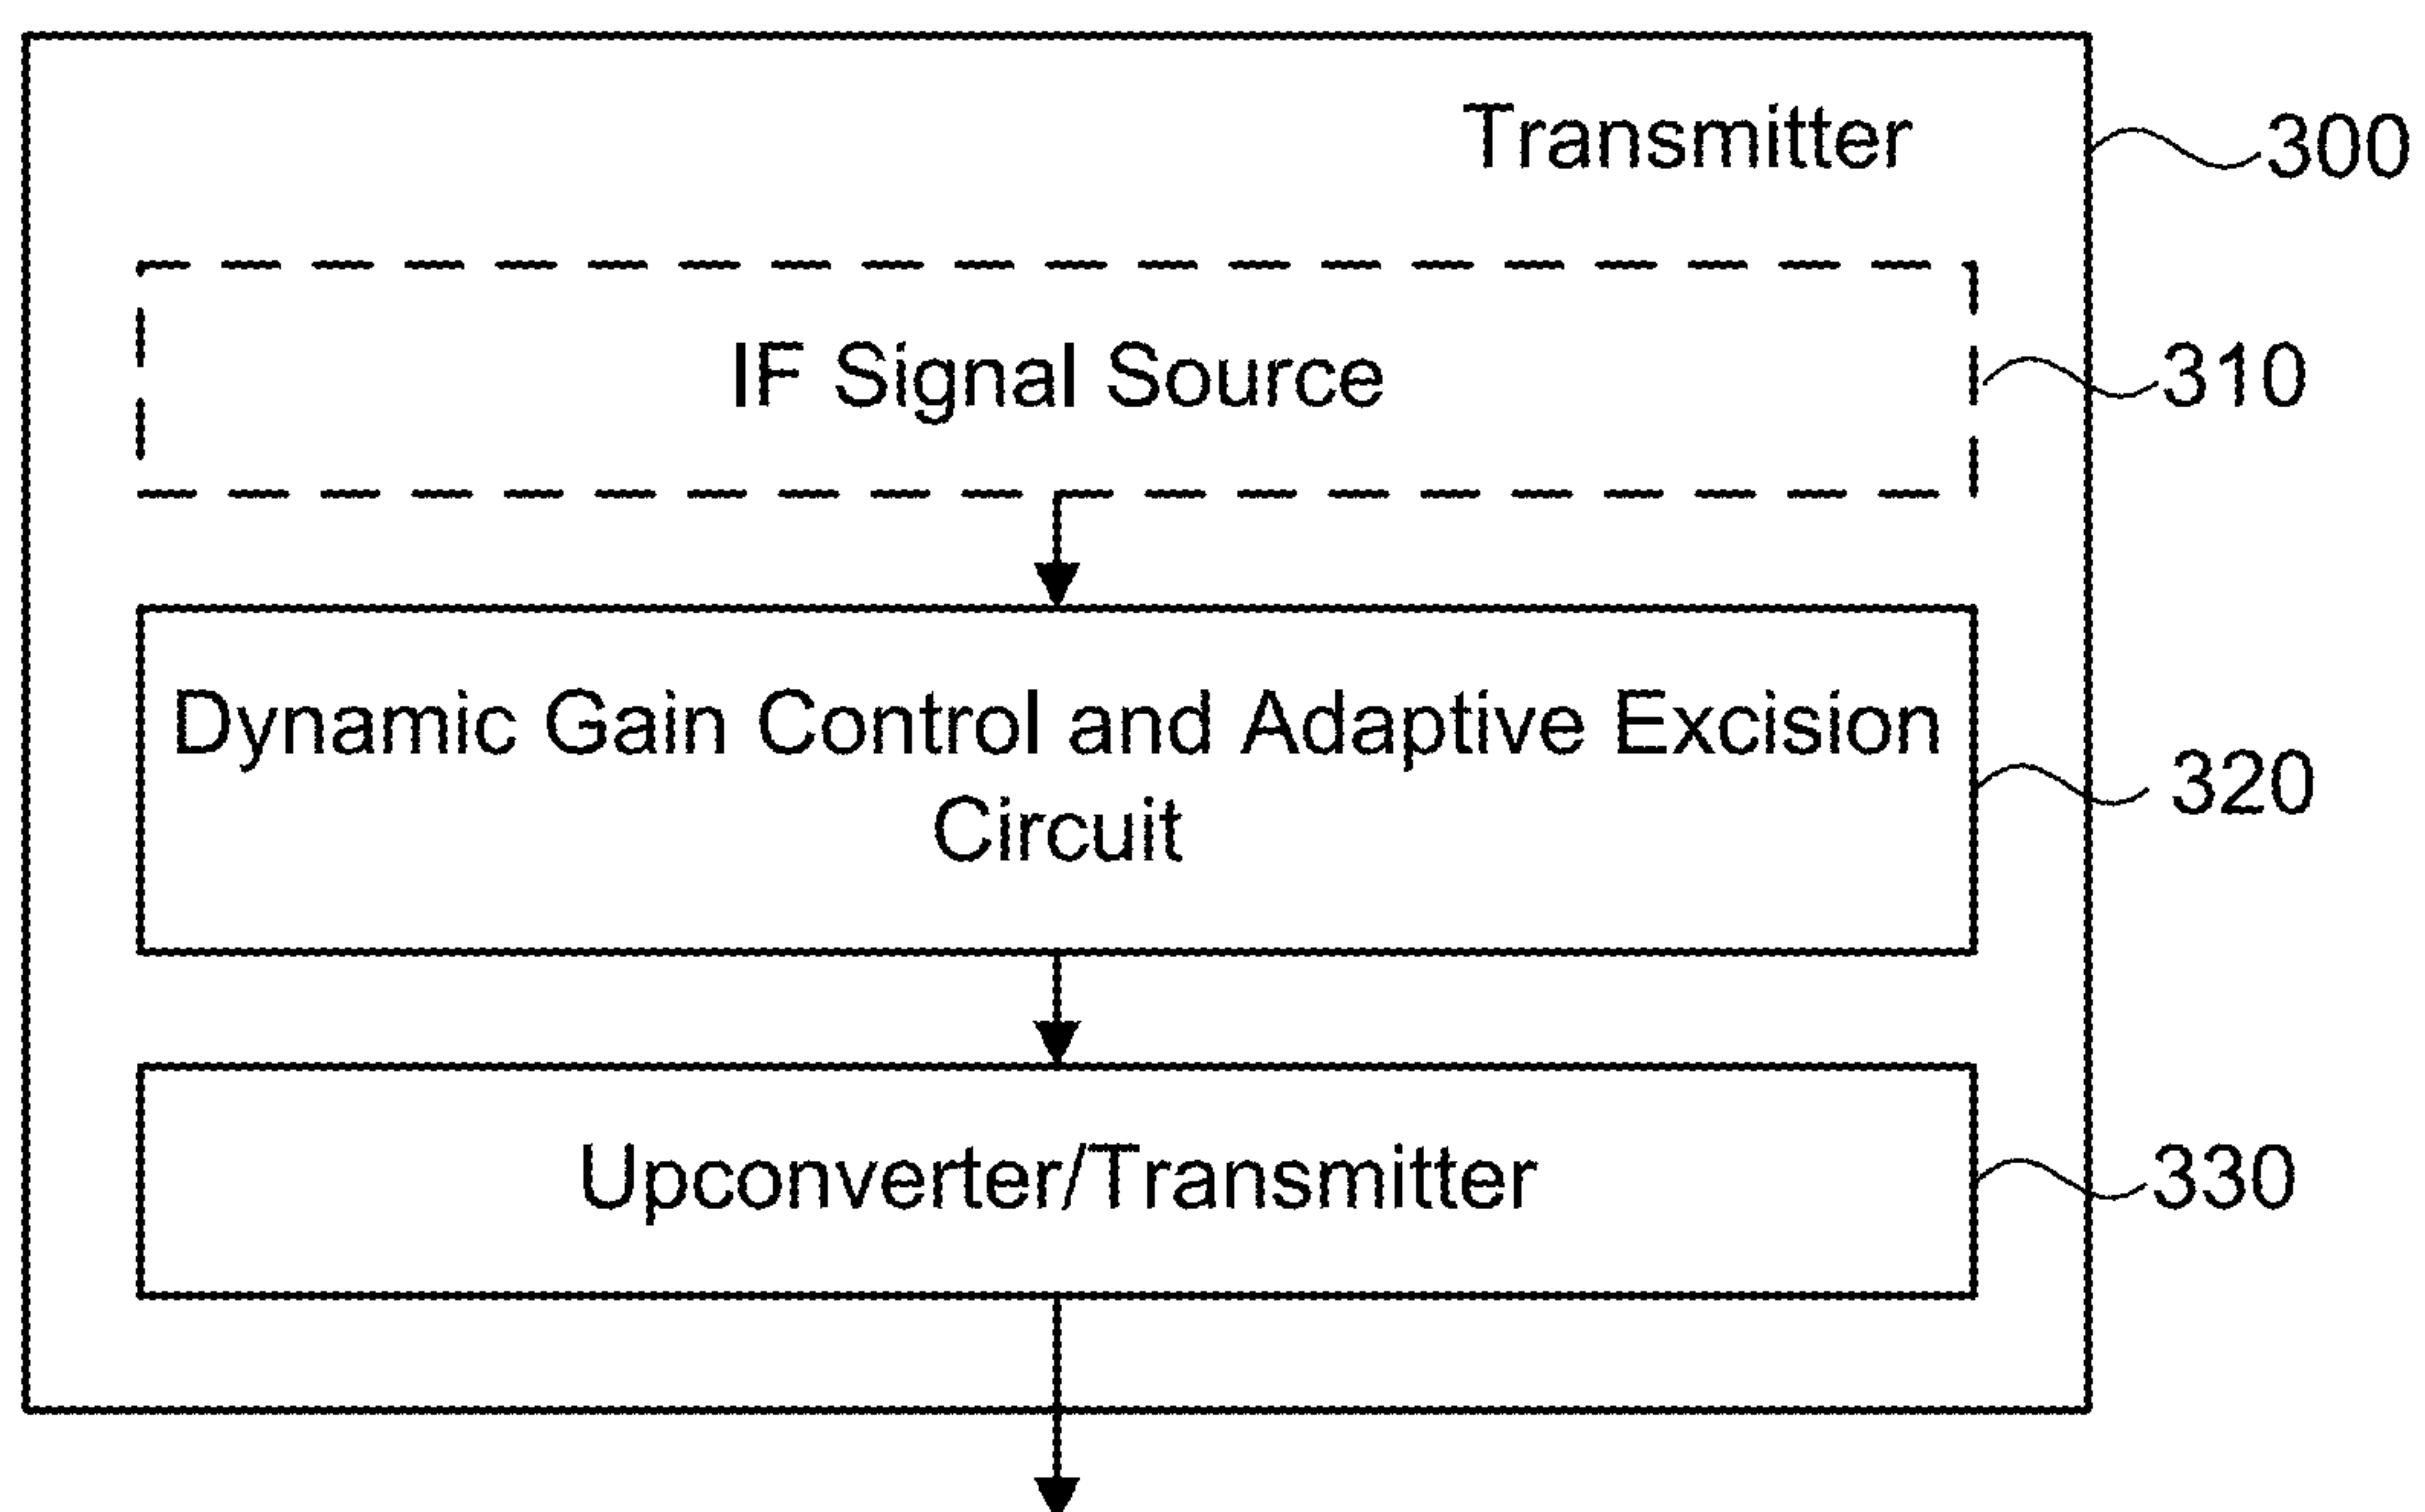 Transmitter
300
IF Signal Source
310
Dynamic Gain Control and Adaptive Excision
Circuit
320
Upconverter/Transmitter
330